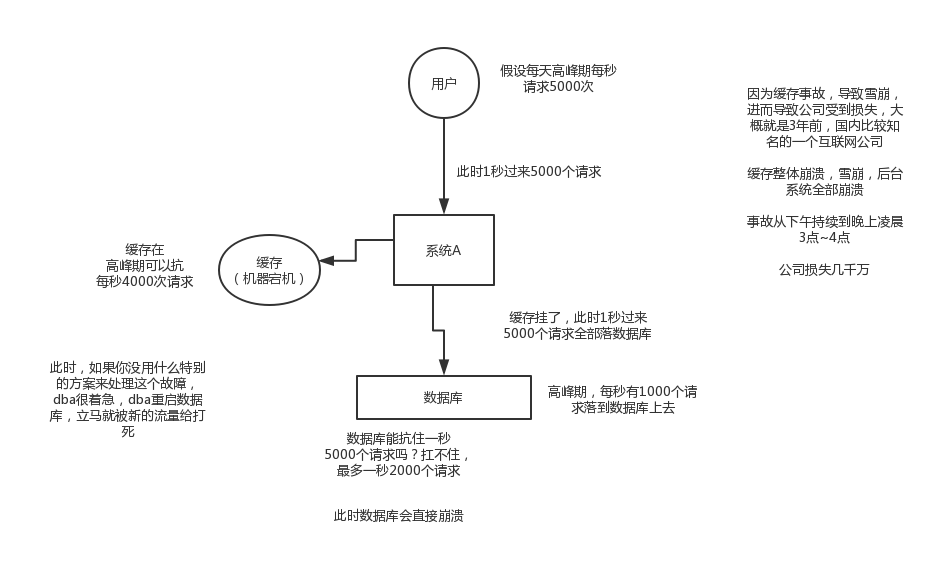 用户
假设每天高峰期每秒
请求5000次
因为缓存事故，导致雪崩，
进而导致公司受到损失，大
概就是3年前，国内比较知
名的一个互联网公司
缓存整体崩溃，雪崩，后台
系统全部崩溃
事故从下午持续到晚上凌晨
3点~4点
公司损失几千万
此时1秒过来5000个请求
系统A
缓存在
高峰期可以抗
每秒4000次请求
缓存
（机器宕机）
缓存挂了，此时1秒过来
5000个请求全部落数据库
此时，如果你没用什么特别
的方案来处理这个故障，
dba很着急，dba重启数据
库，立马就被新的流量给打
死
数据库
高峰期，每秒有1000个请
求落到数据库上去
数据库能抗住一秒
5000个请求吗？扛不住，
最多一秒2000个请求
此时数据库会直接崩溃